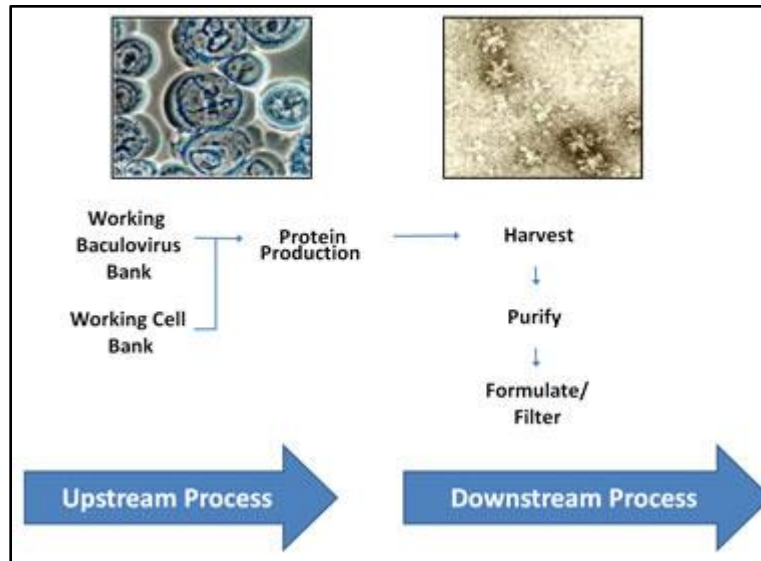 Working
Baculovirus
Bank
Working Cell
Bank
Protein
Production
Harvest
Purify
Formulate/
Filter
Upstream Process
Downstream Process